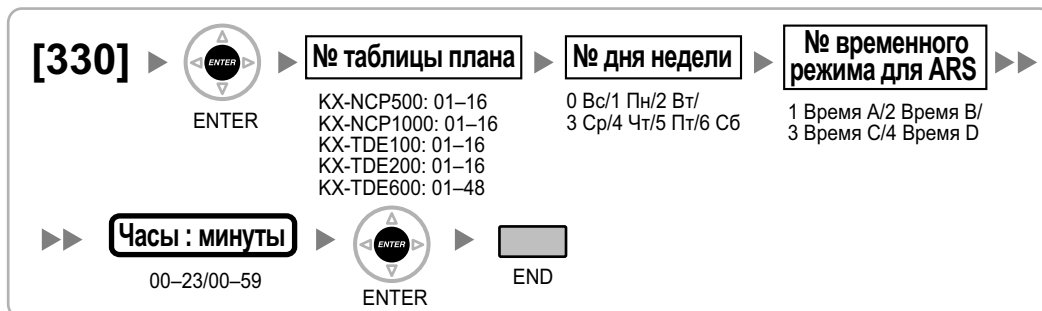 [330] ENTER № таблицы плана № дня недели № временного режима для ARS
ENTER
KX-NCP500: 01–16
KX-NCP1000: 01–16
KX-TDE100: 01–16
KX-TDE200: 01–16
KX-TDE600: 01–48
0 Вс/1 Пн/2 Вт/
3 Ср/4 Чт/5 Пт/6 Сб
1 Время A/2 Время B/
3 Время C/4 Время D
Часы : минуты ENTER
00–23/00–59
ENTER
END